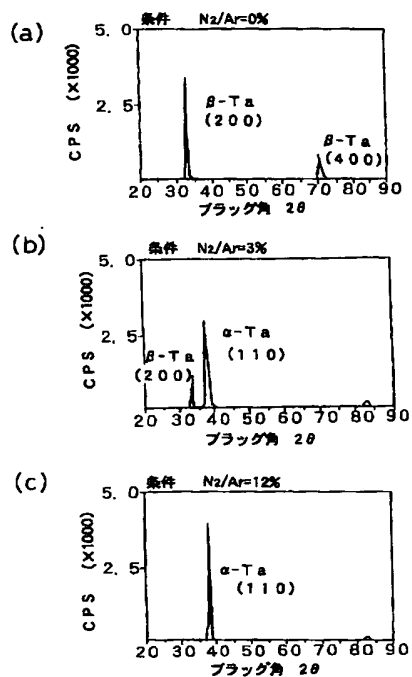 (a)
条件 N2/Ar=0%
5. 0
2. 5
CPS (×1000)
β-Ta
(200)
β-Ta
(400)
20 30 40 50 60 70 80 90
ブラッグ角 2θ
(b)
条件 N2/Ar=3%
5. 0
2. 5
CPS (×1000)
β-Ta
(200)
α-Ta
(110)
20 30 40 50 60 70 80 90
ブラッグ角 2θ
(c)
条件 N2/Ar=12%
5. 0
2. 5
CPS (×1000)
α-Ta
(110)
20 30 40 50 60 70 80 90
ブラッグ角 2θ